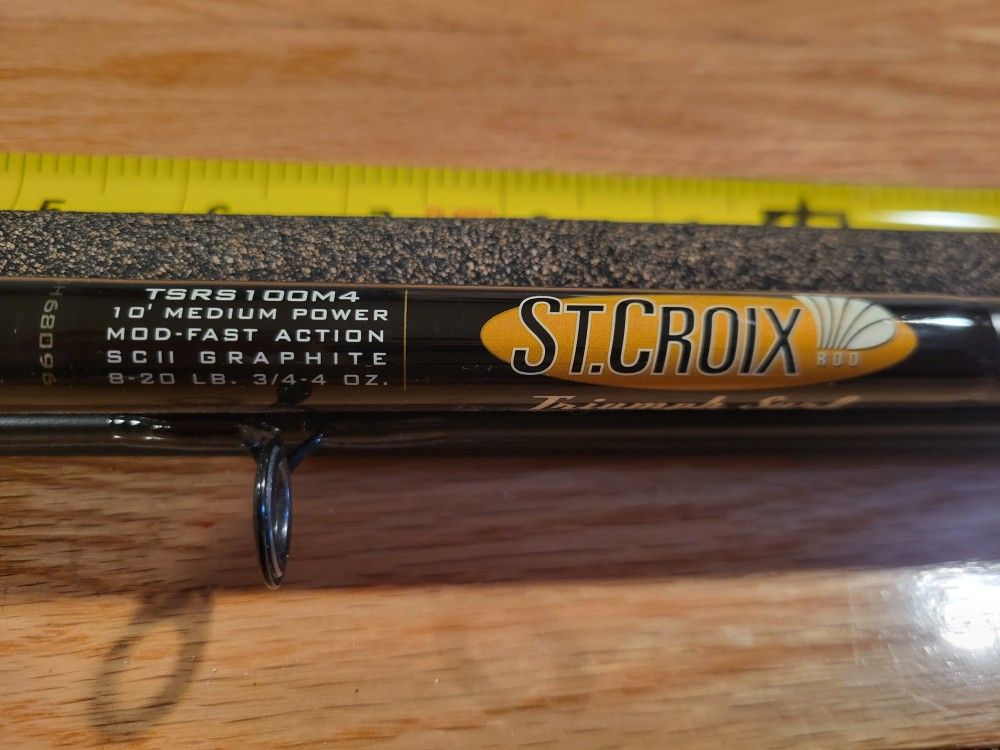 5
TSRS100M4
10' MEDIUM POWER
MOD-FAST ACTION
SCII GRAPHITE
8-20 LB. 3/4-4 OZ.
ST.CROIX
ROD
Triumph Surf